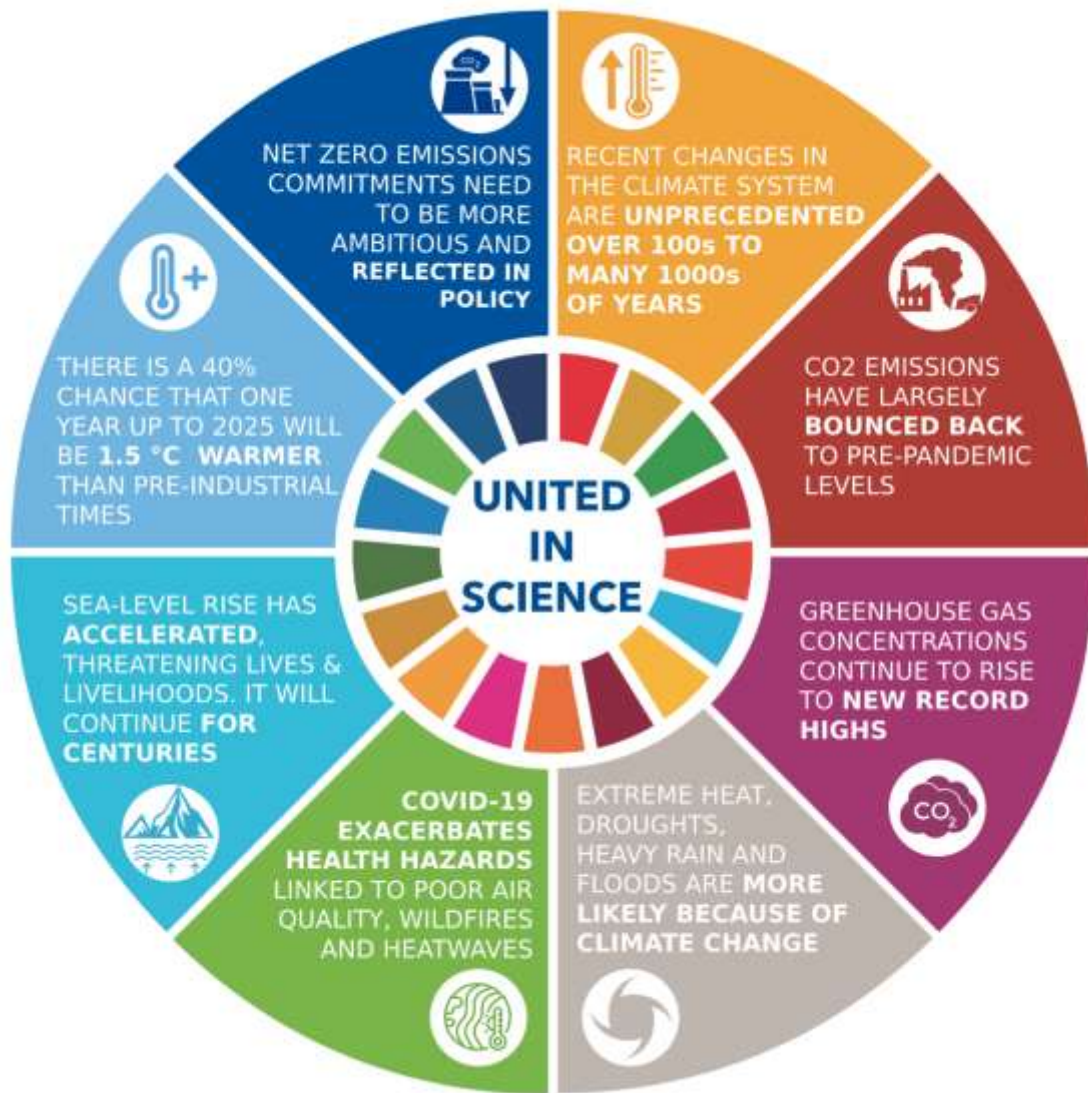 NET ZERO EMISSIONS
COMMITMENTS NEED
TO BE MORE
AMBITIOUS AND
REFLECTED IN
POLICY
RECENT CHANGES IN
THE CLIMATE SYSTEM
ARE UNPRECEDENTED
OVER 100s TO
MANY 1000s
OF YEARS
CO2 EMISSIONS
HAVE LARGELY
BOUNCED BACK
TO PRE-PANDEMIC
LEVELS
GREENHOUSE GAS
CONCENTRATIONS
CONTINUE TO RISE
TO NEW RECORD
HIGHS
CO2
EXTREME HEAT,
DROUGHTS,
HEAVY RAIN AND
FLOODS ARE MORE
LIKELY BECAUSE OF
CLIMATE CHANGE
COVID-19
EXACERBATES
HEALTH HAZARDS
LINKED TO POOR AIR
QUALITY, WILDFIRES
AND HEATWAVES
SEA-LEVEL RISE HAS
ACCELERATED,
THREATENING LIVES &
LIVELIHOODS. IT WILL
CONTINUE FOR
CENTURIES
THERE IS A 40%
CHANCE THAT ONE
YEAR UP TO 2025 WILL
BE 1.5 °C WARMER
THAN PRE-INDUSTRIAL
TIMES
UNITED
IN
SCIENCE